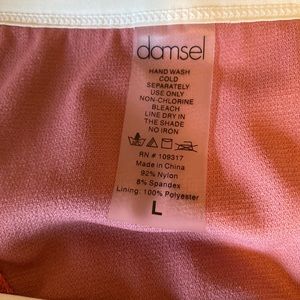 damsel
HAND WASH
COLD
SEPARATELY
USE ONLY
NON-CHLORINE
BLEACH
LINE DRY IN
THE SHADE
NO IRON
RN # 109317
Made in China
92% Nylon
8% Spandex
Lining: 100% Polyester
L